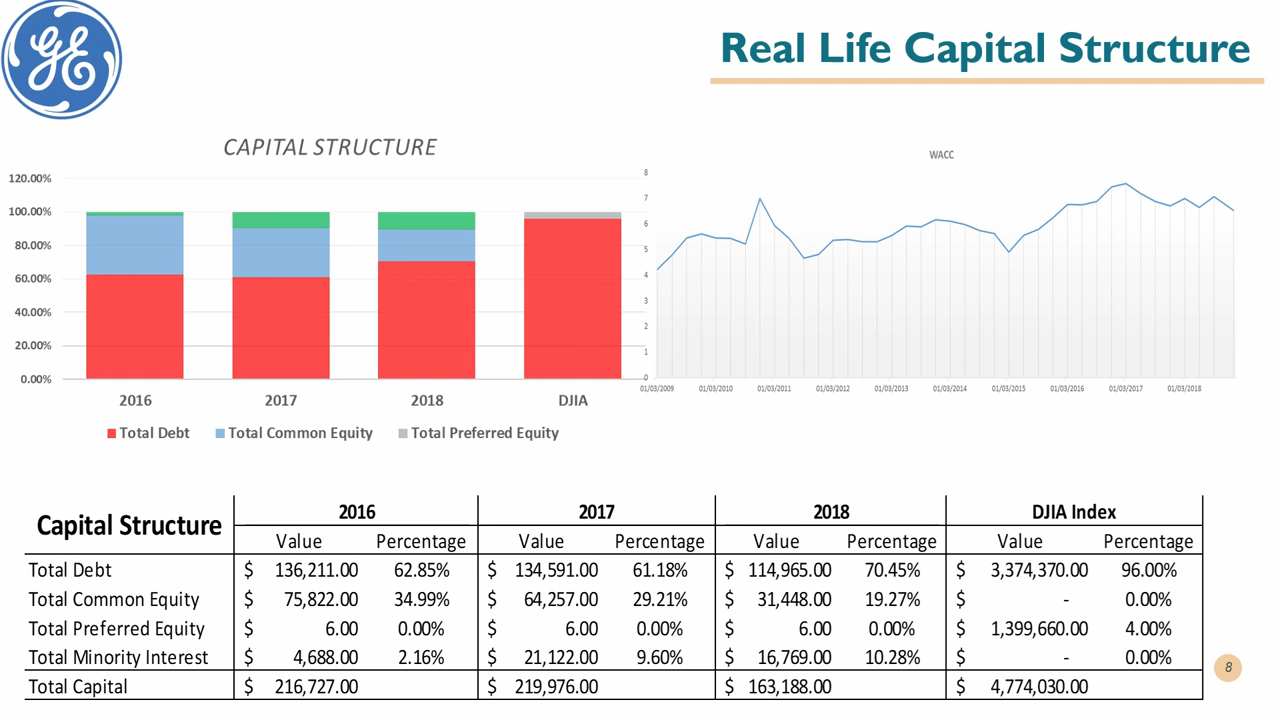 GE
Real Life Capital Structure
CAPITAL STRUCTURE
120.00%
100.00%
80.00%
60.00%
40.00%
20.00%
0.00%
2016 2017 2018 DJIA
Total Debt Total Common Equity Total Preferred Equity
WACC
8
7
6
5
4
3
2
1
0
01/03/2009 01/03/2010 01/03/2011 01/03/2012 01/03/2013 01/03/2014 01/03/2015 01/03/2016 01/03/2017 01/03/2018
Capital Structure 2016 2017 2018 DJIA Index
Value Percentage Value Percentage Value Percentage Value Percentage
Total Debt $ 136,211.00 62.85% $ 134,591.00 61.18% $ 114,965.00 70.45% $ 3,374,370.00 96.00%
Total Common Equity $ 75,822.00 34.99% $ 64,257.00 29.21% $ 31,448.00 19.27% $ - 0.00%
Total Preferred Equity $ 6.00 0.00% $ 6.00 0.00% $ 6.00 0.00% $ 1,399,660.00 4.00%
Total Minority Interest $ 4,688.00 2.16% $ 21,122.00 9.60% $ 16,769.00 10.28% $ - 0.00%
Total Capital $ 216,727.00 $ 219,976.00 $ 163,188.00 $ 4,774,030.00
8